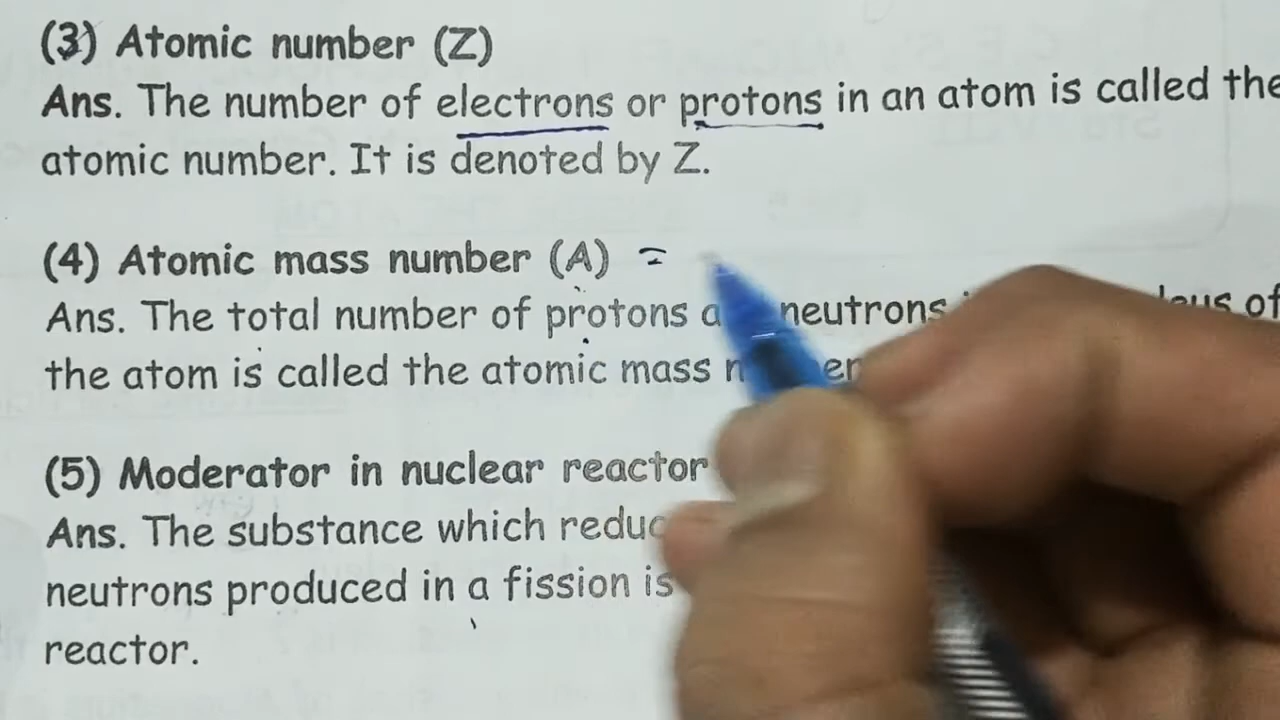 (3) Atomic number (Z)
Ans. The number of electrons or protons in an atom is called the
atomic number. It is denoted by Z.
(4) Atomic mass number (A) =
Ans. The total number of protons neutrons of
the atom is called the atomic mass
(5) Moderator in nuclear reactor
Ans. The substance which
neutrons produced in a fission is
reactor.